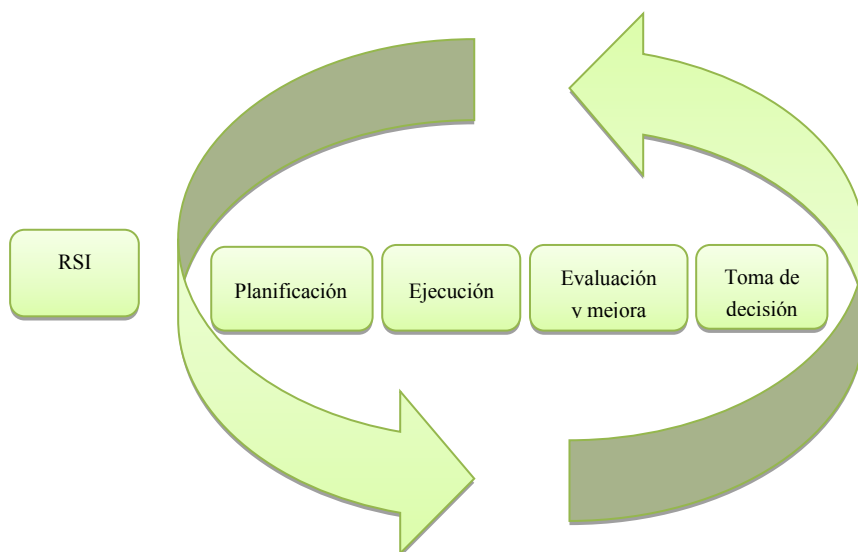 RSI
Planificación
Ejecución
Evaluación
y mejora
Toma de
decisión